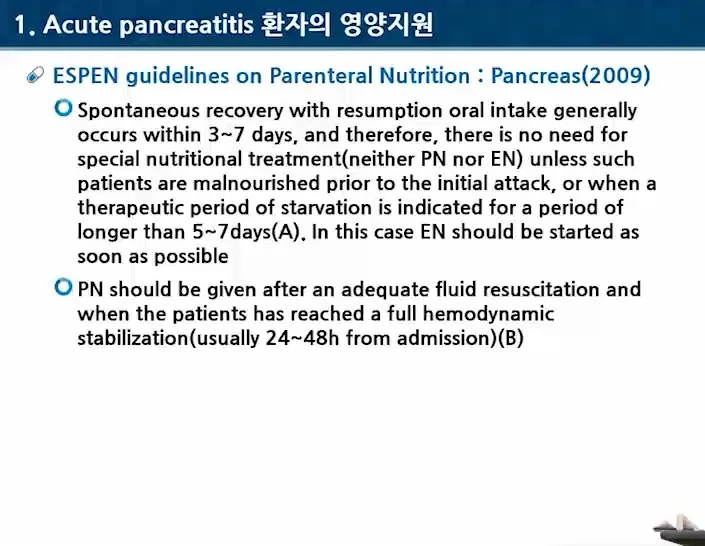 1. Acute pancreatitis 환자의 영양지원
ESPEN guidelines on Parenteral Nutrition : Pancreas(2009)
Spontaneous recovery with resumption oral intake generally
occurs within 3~7 days, and therefore, there is no need for
special nutritional treatment(neither PN nor EN) unless such
patients are malnourished prior to the initial attack, or when a
therapeutic period of starvation is indicated for a period of
longer than 5~7days(A). In this case EN should be started as
soon as possible
PN should be given after an adequate fluid resuscitation and
when the patients has reached a full hemodynamic
stabilization(usually 24~48h from admission)(B)